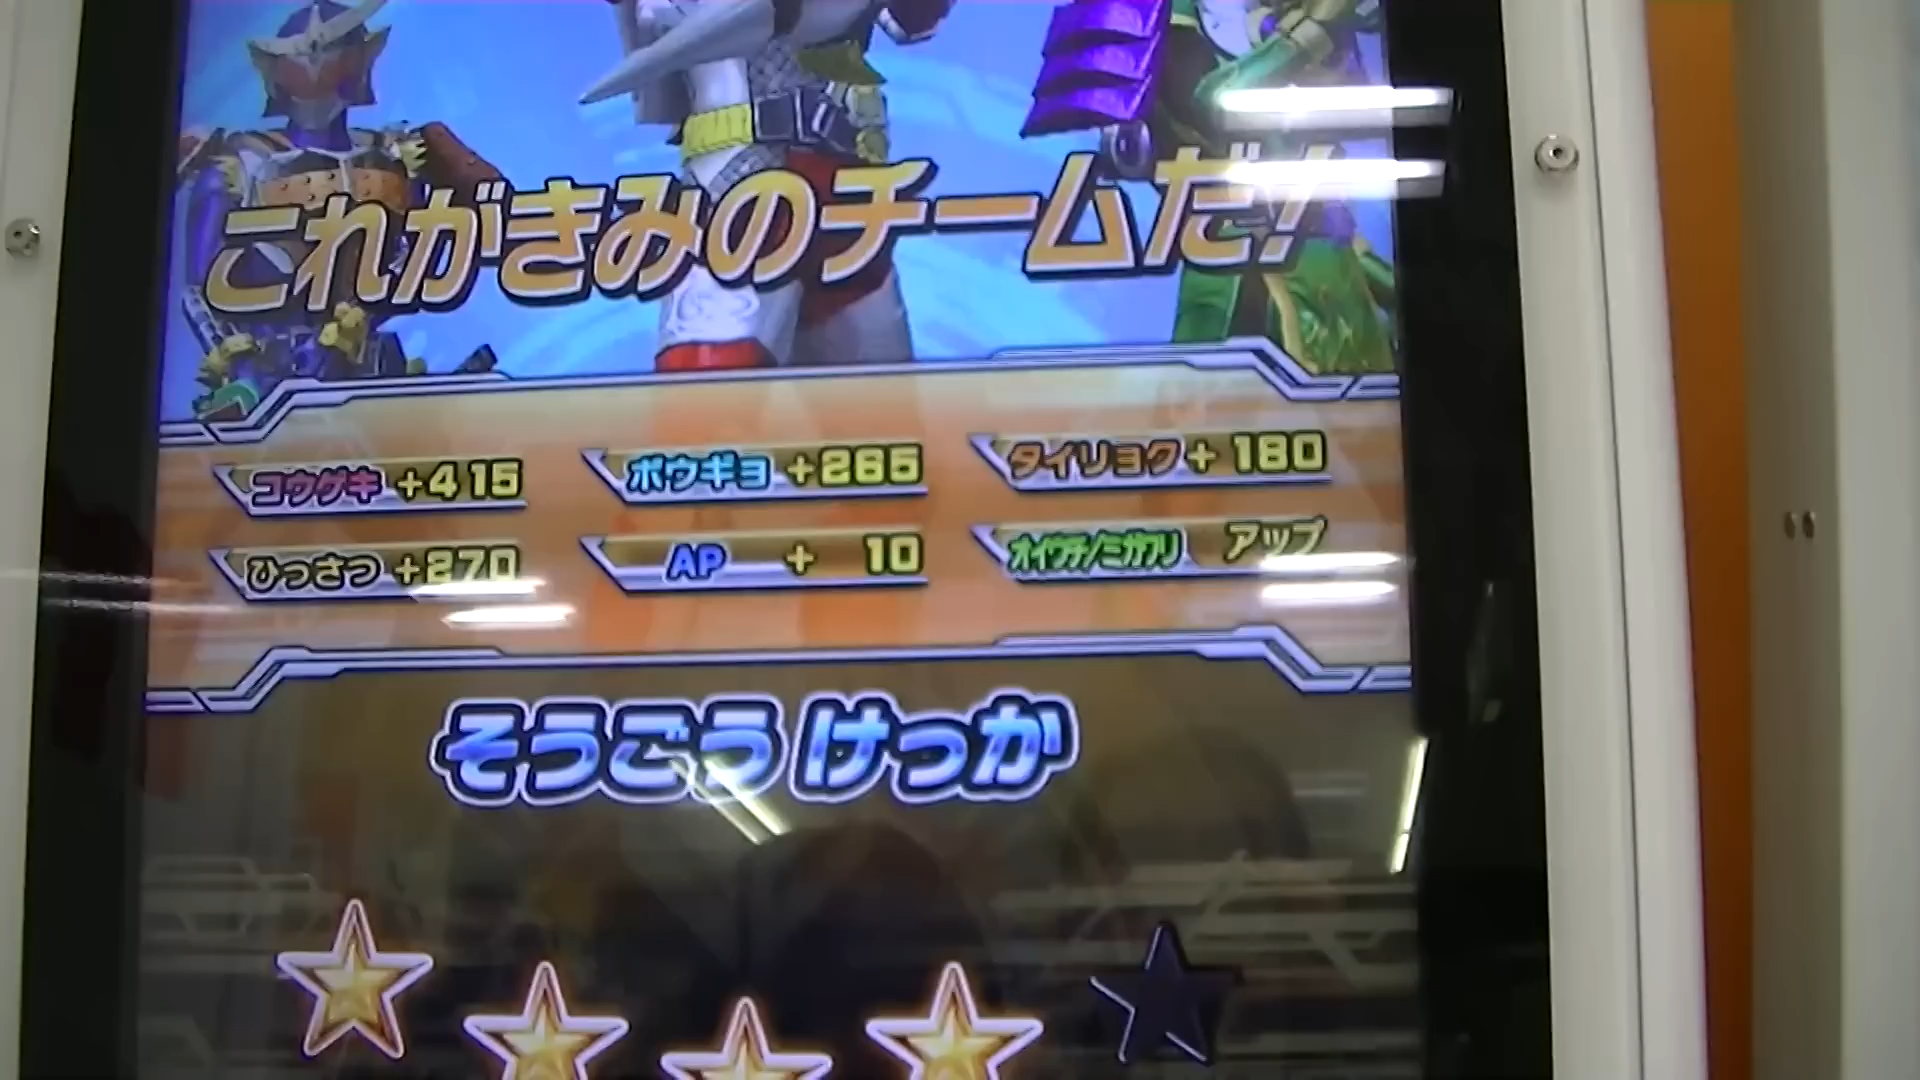 これがきみのチームだ!
コウゲキ +415
ボウギョ +265
タイリョク + 180
ひっさつ +270
AP + 10
オイウチ/ミガワリ アップ
そうごう けっか